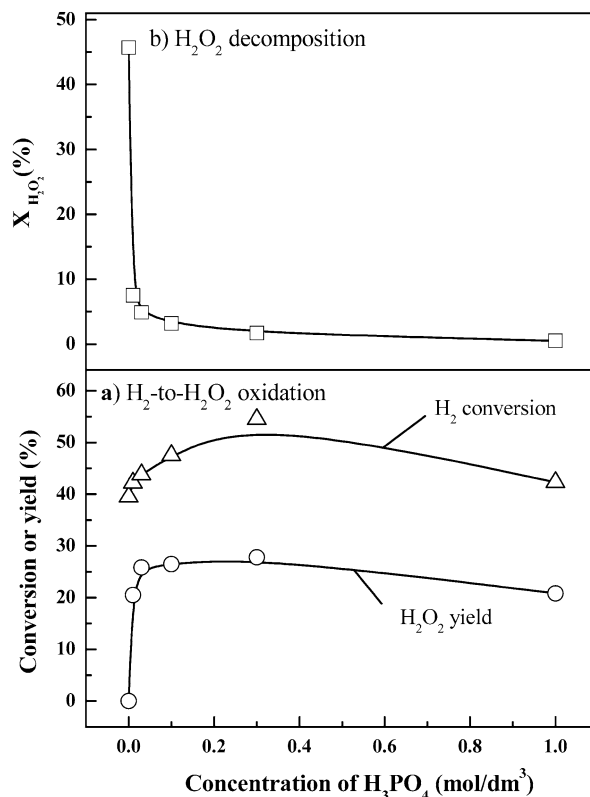 50
b) H₂O₂ decomposition
40
30
20
10
0
X H₂O₂ (%)
60
a) H₂-to-H₂O₂ oxidation
H₂ conversion
50
40
30
20
H₂O₂ yield
10
0
Conversion or yield (%)
0.0 0.2 0.4 0.6 0.8 1.0
Concentration of H₃PO₄ (mol/dm³)